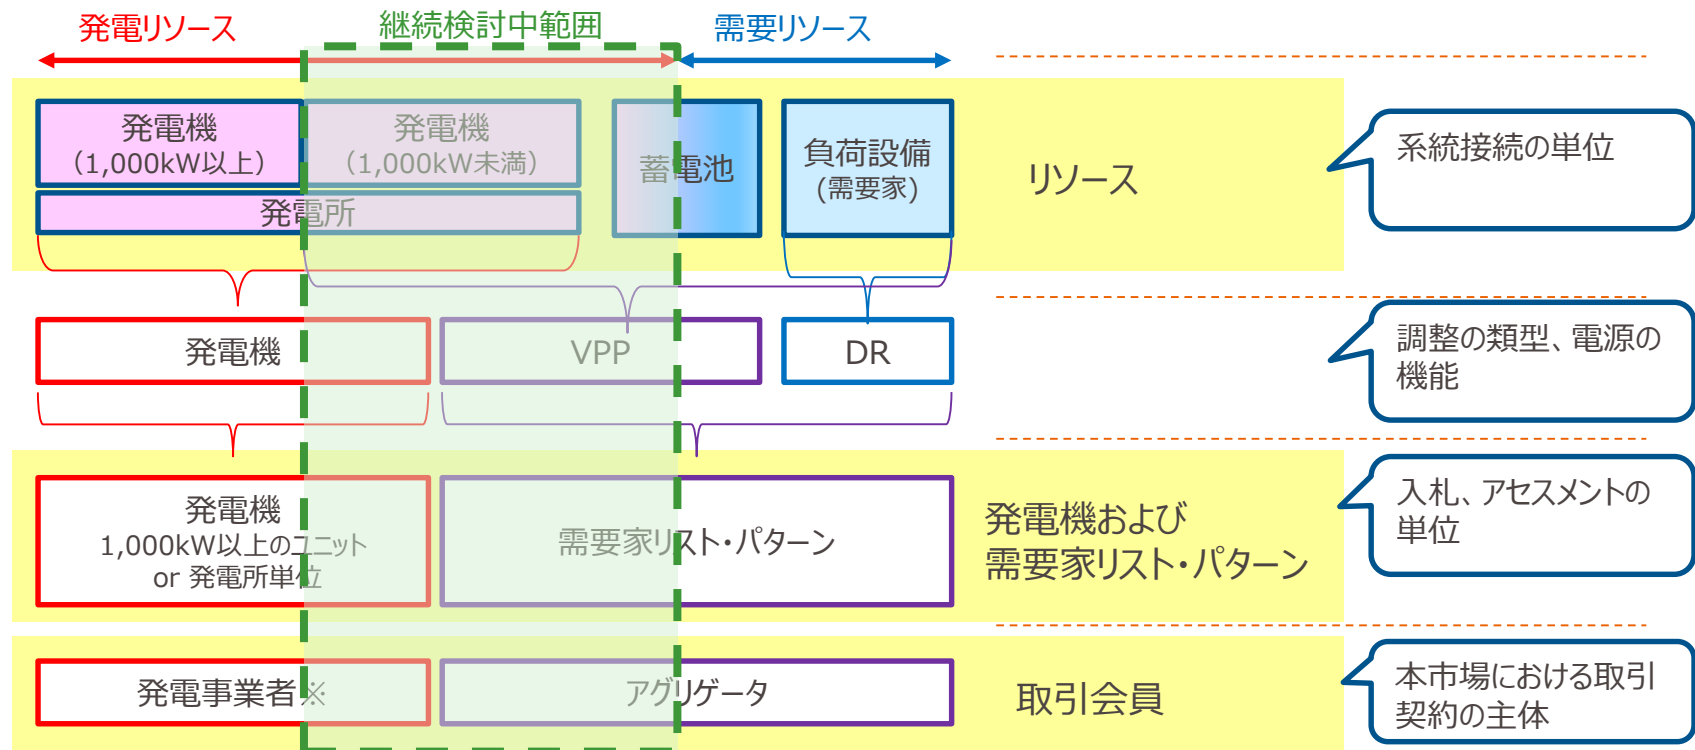 発電リソース
継続検討中範囲
需要リソース
発電機
（1,000kW以上）
発電機
（1,000kW未満）
発電所
蓄電池
負荷設備
(需要家)
リソース
系統接続の単位
発電機
VPP
DR
調整の類型、電源の
機能
発電機
1,000kW以上のユニット
or 発電所単位
需要家リスト・パターン
発電機および
需要家リスト・パターン
入札、アセスメントの
単位
発電事業者※
アグリゲータ
取引会員
本市場における取引
契約の主体